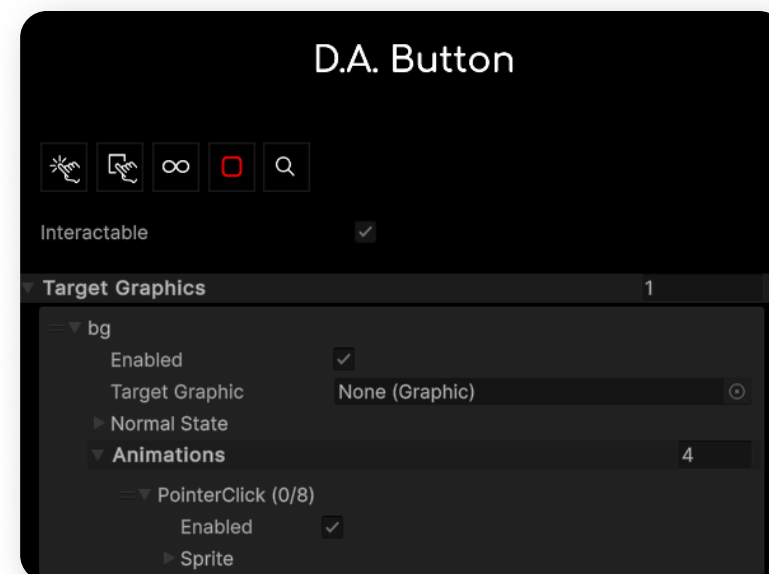 D.A. Button
Interactable
Target Graphics 1
bg
Enabled
Target Graphic None (Graphic)
Normal State
Animations 4
PointerClick (0/8)
Enabled
Sprite